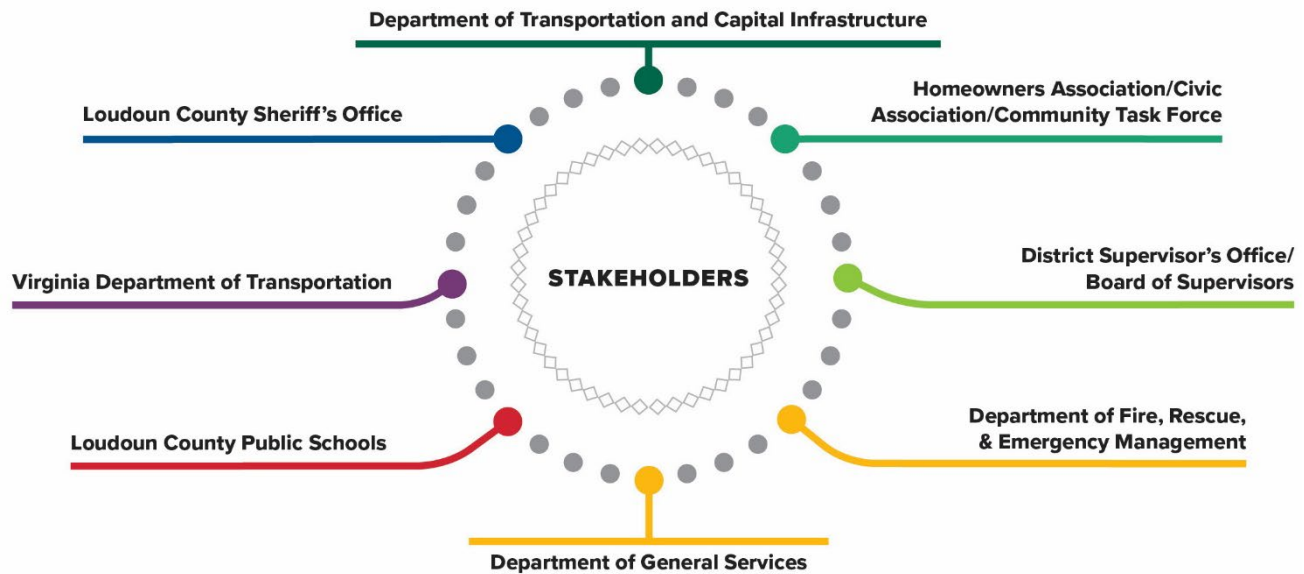 Department of Transportation and Capital Infrastructure
Homeowners Association/Civic
Association/Community Task Force
Loudoun County Sheriff's Office
District Supervisor's Office/
Board of Supervisors
Virginia Department of Transportation
STAKEHOLDERS
Department of Fire, Rescue,
& Emergency Management
Loudoun County Public Schools
Department of General Services